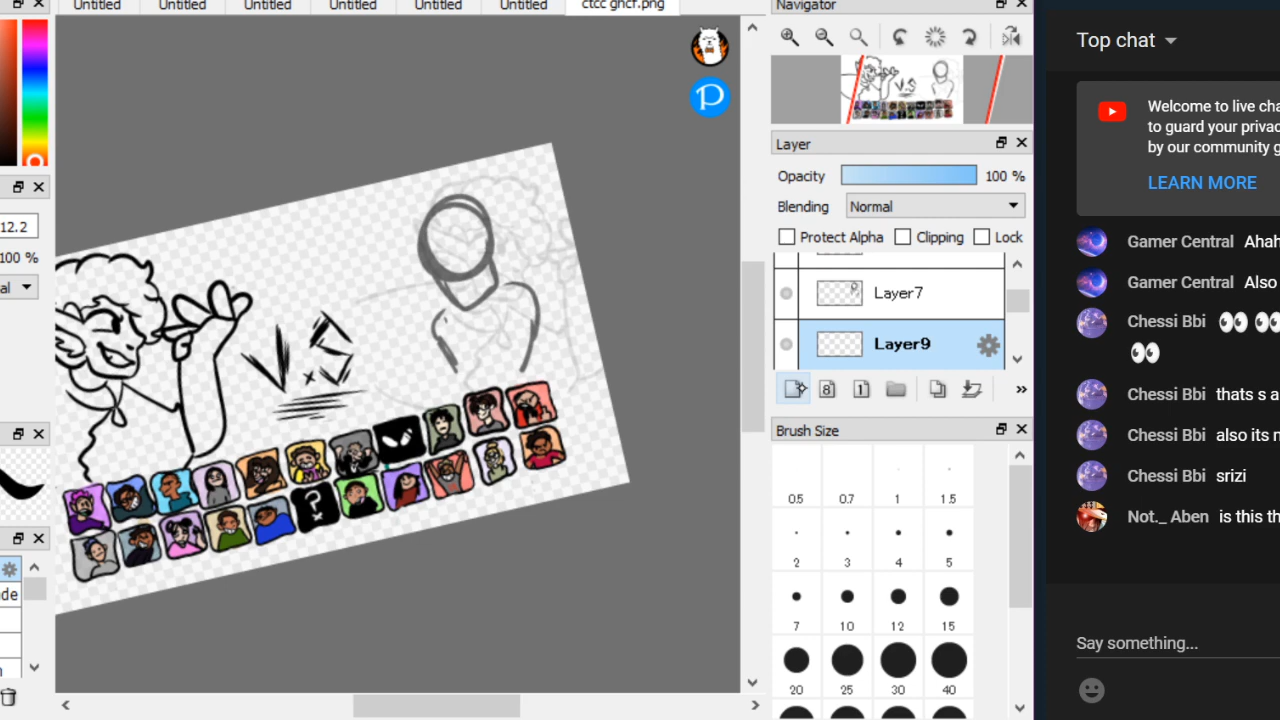 Untitled
Untitled
Untitled
Untitled
Untitled
Untitled
ctcc ghcf.png
Navigator
12.2
100 %
al
de
V.S
x
?
P
Layer
Opacity
100 %
Blending
Normal
Protect Alpha
Clipping
Lock
Layer7
Layer9
8
1
»
Brush Size
0.5 0.7 1 1.5
2 3 4 5
7 10 12 15
20 25 30 40
Top chat
Welcome to live cha
to guard your privac
by our community g
LEARN MORE
Gamer Central Ahah
Gamer Central Also
Chessi Bbi 👀 👀
👀
Chessi Bbi thats s a
Chessi Bbi also its n
Chessi Bbi srizi
Not._ Aben is this th
Say something...